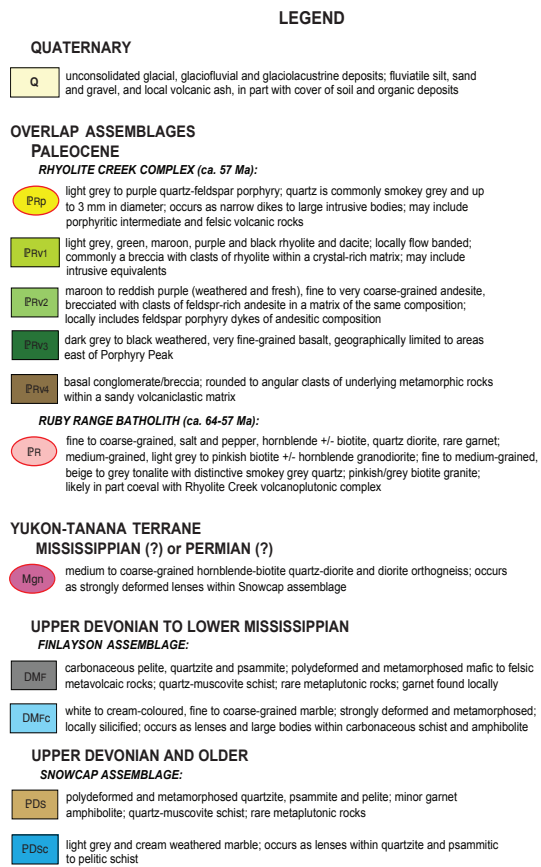 LEGEND
QUATERNARY
Q
unconsolidated glacial, glaciofluvial and glaciolacustrine deposits; fluviatile silt, sand
and gravel, and local volcanic ash, in part with cover of soil and organic deposits
OVERLAP ASSEMBLAGES
PALEOCENE
RHYOLITE CREEK COMPLEX (ca. 57 Ma):
ℙRp
light grey to purple quartz-feldspar porphyry; quartz is commonly smokey grey and up
to 3 mm in diameter; occurs as narrow dikes to large intrusive bodies; may include
porphyritic intermediate and felsic volcanic rocks
ℙRv1
light grey, green, maroon, purple and black rhyolite and dacite; locally flow banded;
commonly a breccia with clasts of rhyolite within a crystal-rich matrix; may include
intrusive equivalents
ℙRv2
maroon to reddish purple (weathered and fresh), fine to very coarse-grained andesite,
brecciated with clasts of feldspr-rich andesite in a matrix of the same composition;
locally includes feldspar porphyry dykes of andesitic composition
ℙRv3
dark grey to black weathered, very fine-grained basalt, geographically limited to areas
east of Porphyry Peak
ℙRv4
basal conglomerate/breccia; rounded to angular clasts of underlying metamorphic rocks
within a sandy volcaniclastic matrix
RUBY RANGE BATHOLITH (ca. 64-57 Ma):
ℙR
fine to coarse-grained, salt and pepper, hornblende +/- biotite, quartz diorite, rare garnet;
medium-grained, light grey to pinkish biotite +/- hornblende granodiorite; fine to medium-grained,
beige to grey tonalite with distinctive smokey grey quartz; pinkish/grey biotite granite;
likely in part coeval with Rhyolite Creek volcanoplutonic complex
YUKON-TANANA TERRANE
MISSISSIPPIAN (?) or PERMIAN (?)
Mgn
medium to coarse-grained hornblende-biotite quartz-diorite and diorite orthogneiss; occurs
as strongly deformed lenses within Snowcap assemblage
UPPER DEVONIAN TO LOWER MISSISSIPPIAN
FINLAYSON ASSEMBLAGE:
DMF
carbonaceous pelite, quartzite and psammite; polydeformed and metamorphosed mafic to felsic
metavolcaic rocks; quartz-muscovite schist; rare metaplutonic rocks; garnet found locally
DMFc
white to cream-coloured, fine to coarse-grained marble; strongly deformed and metamorphosed;
locally silicified; occurs as lenses and large bodies within carbonaceous schist and amphibolite
UPPER DEVONIAN AND OLDER
SNOWCAP ASSEMBLAGE:
PDS
polydeformed and metamorphosed quartzite, psammite and pelite; minor garnet
amphibolite; quartz-muscovite schist; rare metaplutonic rocks
PDSc
light grey and cream weathered marble; occurs as lenses within quartzite and psammitic
to pelitic schist